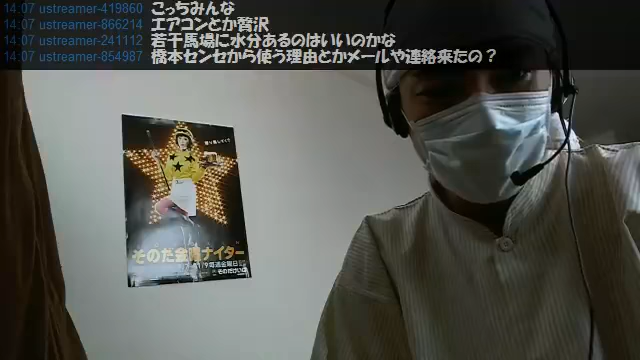 14:07 ustreamer-419860 こっちみんな
14:07 ustreamer-866214 エアコンとか贅沢
14:07 ustreamer-241112 若干馬場に水分あるのはいいのかな
14:07 ustreamer-854987 橋本センセから使う理由とかメールや連絡来たの？
そのだ金曜ナイター